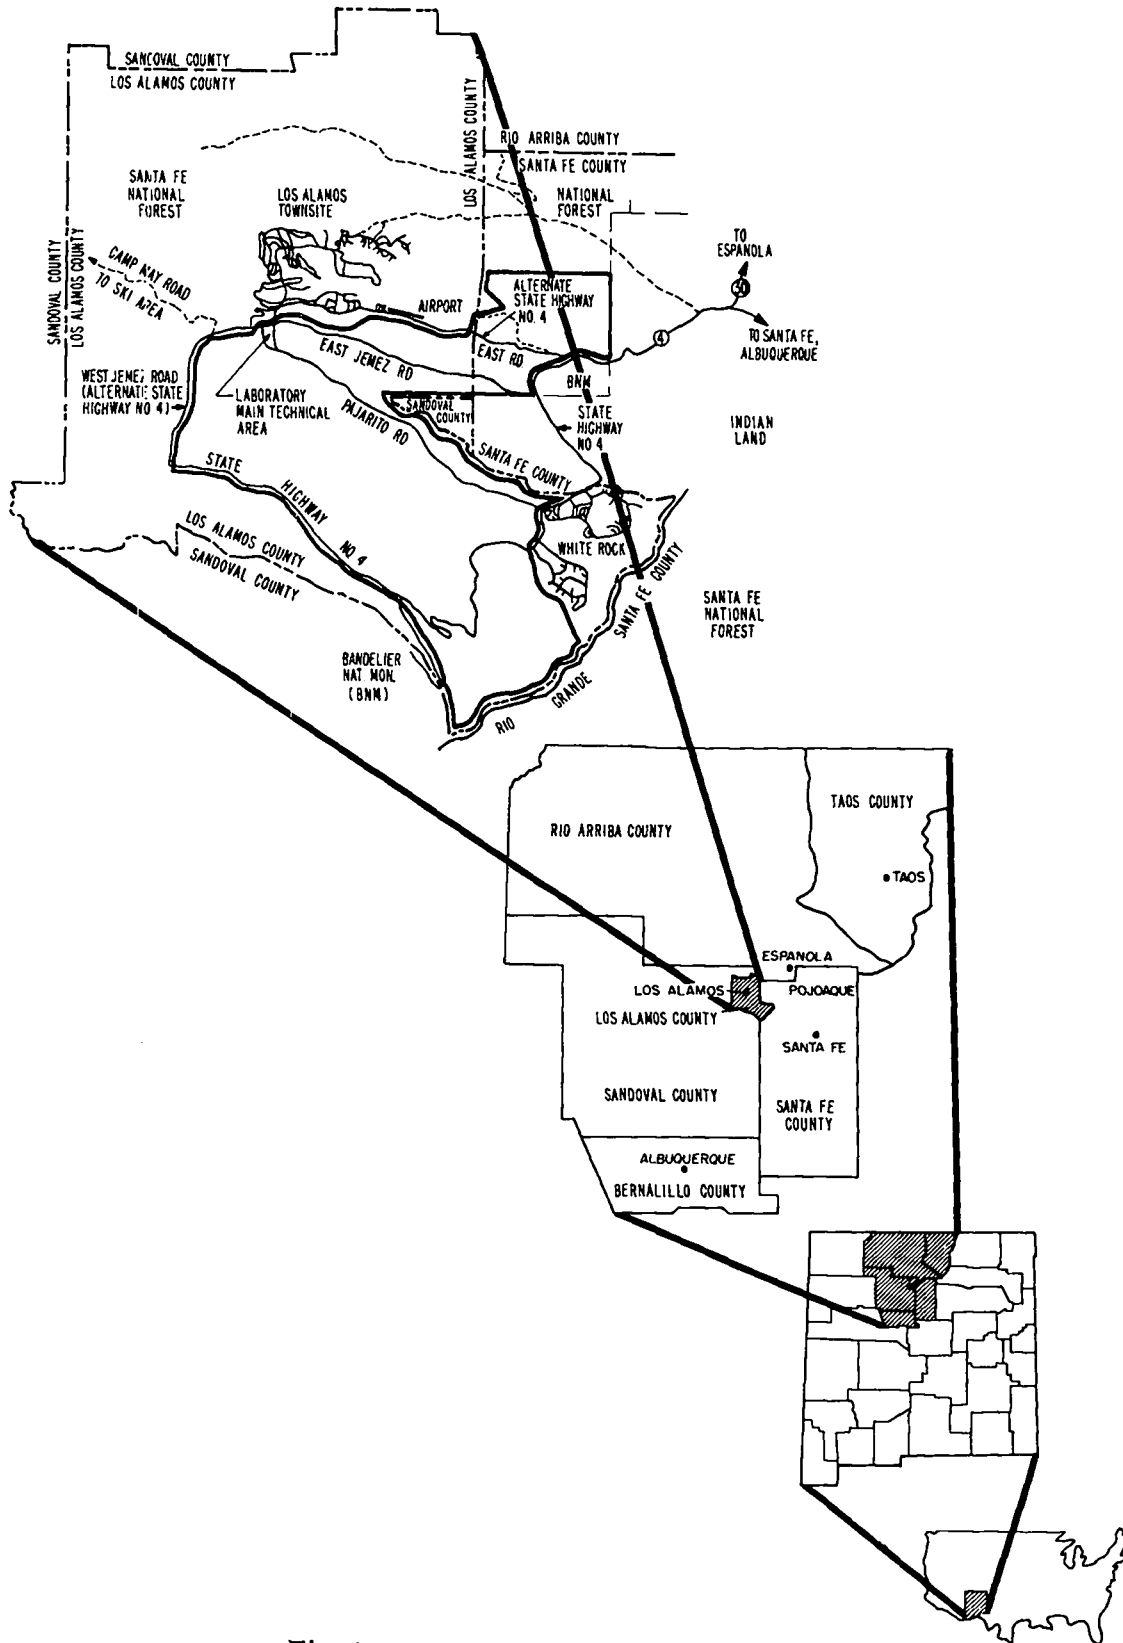 SANDOVAL COUNTY
LOS ALAMOS COUNTY
LOS ALAMOS COUNTY
RIO ARRIBA COUNTY
SANTA FE COUNTY
SANTA FE
NATIONAL
FOREST
LOS ALAMOS
TOWNSITE
NATIONAL
FOREST
SANDOVAL COUNTY
LOS ALAMOS COUNTY
CAMP MAY ROAD
TO SKI AREA
TO
ESPANOLA
30
AIRPORT
ALTERNATE
STATE HIGHWAY
NO. 4
4
TO SANTA FE,
ALBUQUERQUE
EAST JEMEZ RD
EAST RD
WEST JEMEZ ROAD
(ALTERNATE STATE
HIGHWAY NO 4)
LABORATORY
MAIN TECHNICAL
AREA
BNM
SANDOVAL
COUNTY
PAJARITO RD
STATE
HIGHWAY
NO 4
INDIAN
LAND
SANTA FE COUNTY
STATE
HIGHWAY
NO 4
LOS ALAMOS COUNTY
SANDOVAL COUNTY
WHITE ROCK
SANTA FE COUNTY
SANTA FE
NATIONAL
FOREST
BANDELIER
NAT. MON.
(BNM)
RIO
GRANDE
RIO ARRIBA COUNTY
TAOS COUNTY
TAOS
ESPANOLA
LOS ALAMOS
POJOAQUE
LOS ALAMOS COUNTY
SANTA FE
SANDOVAL COUNTY
SANTA FE
COUNTY
ALBUQUERQUE
BERNALILLO COUNTY